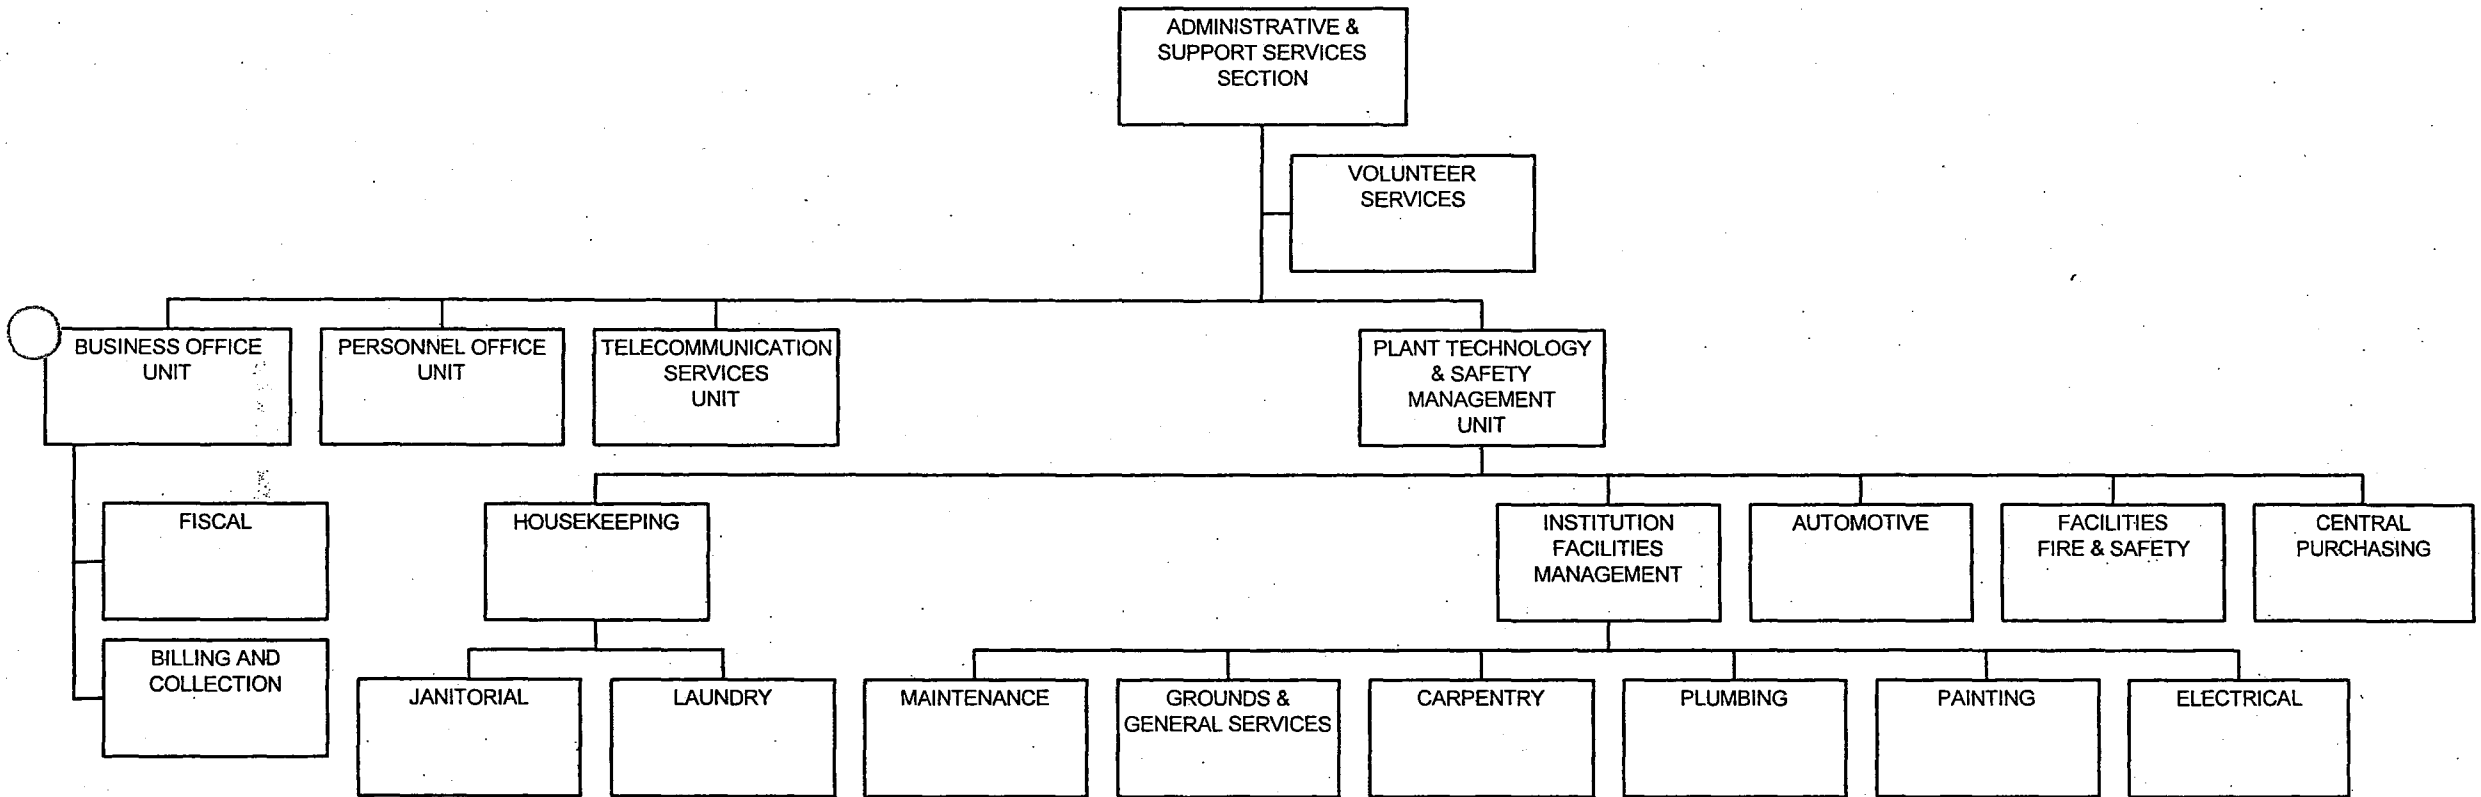 ADMINISTRATIVE &
SUPPORT SERVICES
SECTION
VOLUNTEER
SERVICES
BUSINESS OFFICE
UNIT
PERSONNEL OFFICE
UNIT
TELECOMMUNICATION
SERVICES
UNIT
PLANT TECHNOLOGY
& SAFETY
MANAGEMENT
UNIT
FISCAL
HOUSEKEEPING
INSTITUTION
FACILITIES
MANAGEMENT
AUTOMOTIVE
FACILITIES
FIRE & SAFETY
CENTRAL
PURCHASING
BILLING AND
COLLECTION
JANITORIAL
LAUNDRY
MAINTENANCE
GROUNDS &
GENERAL SERVICES
CARPENTRY
PLUMBING
PAINTING
ELECTRICAL